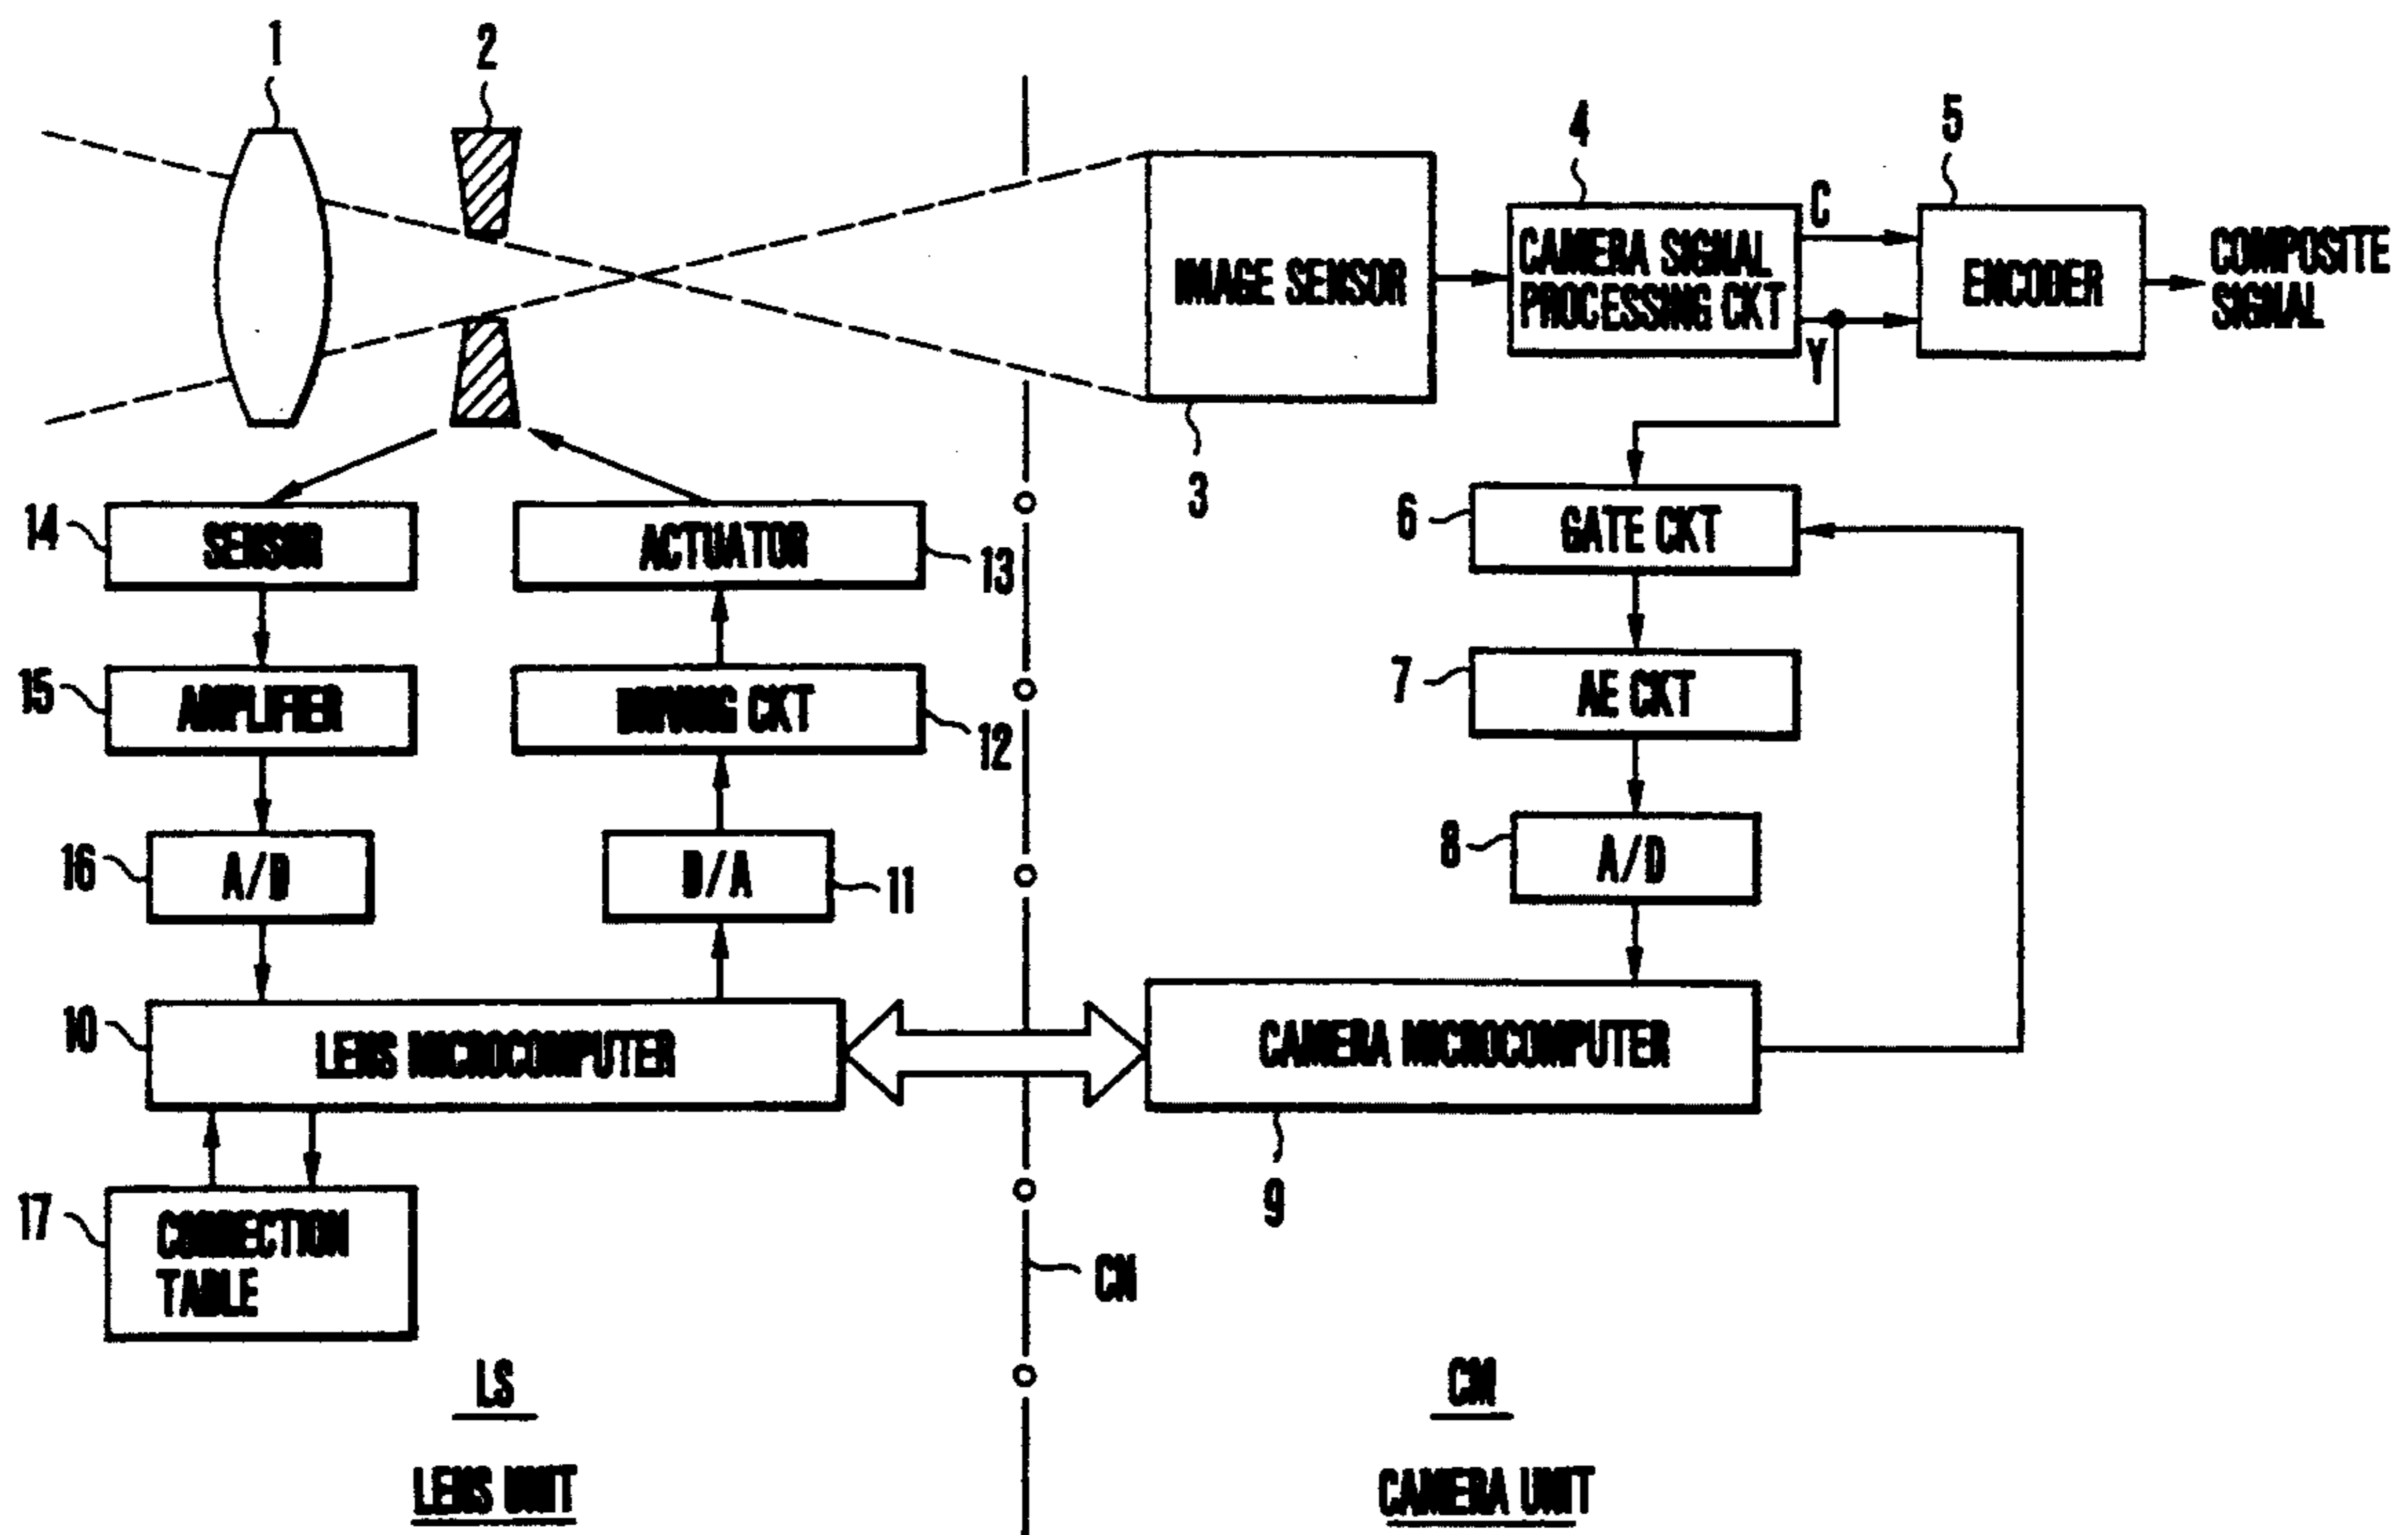 1
2
3
4
5
IMAGE SENSOR
CAMERA SIGNAL
PROCESSING CKT
C
Y
ENCODER
COMPOSITE
SIGNAL
14
SENSOR
ACTUATOR
13
6
GATE CKT
15
AMPLIFIER
DRIVING CKT
12
7
AE CKT
16
A/D
D/A
11
8
A/D
10
LENS MICROCOMPUTER
CAMERA MICROCOMPUTER
9
17
CORRECTION
TABLE
CN
LS
LENS UNIT
CM
CAMERA UNIT